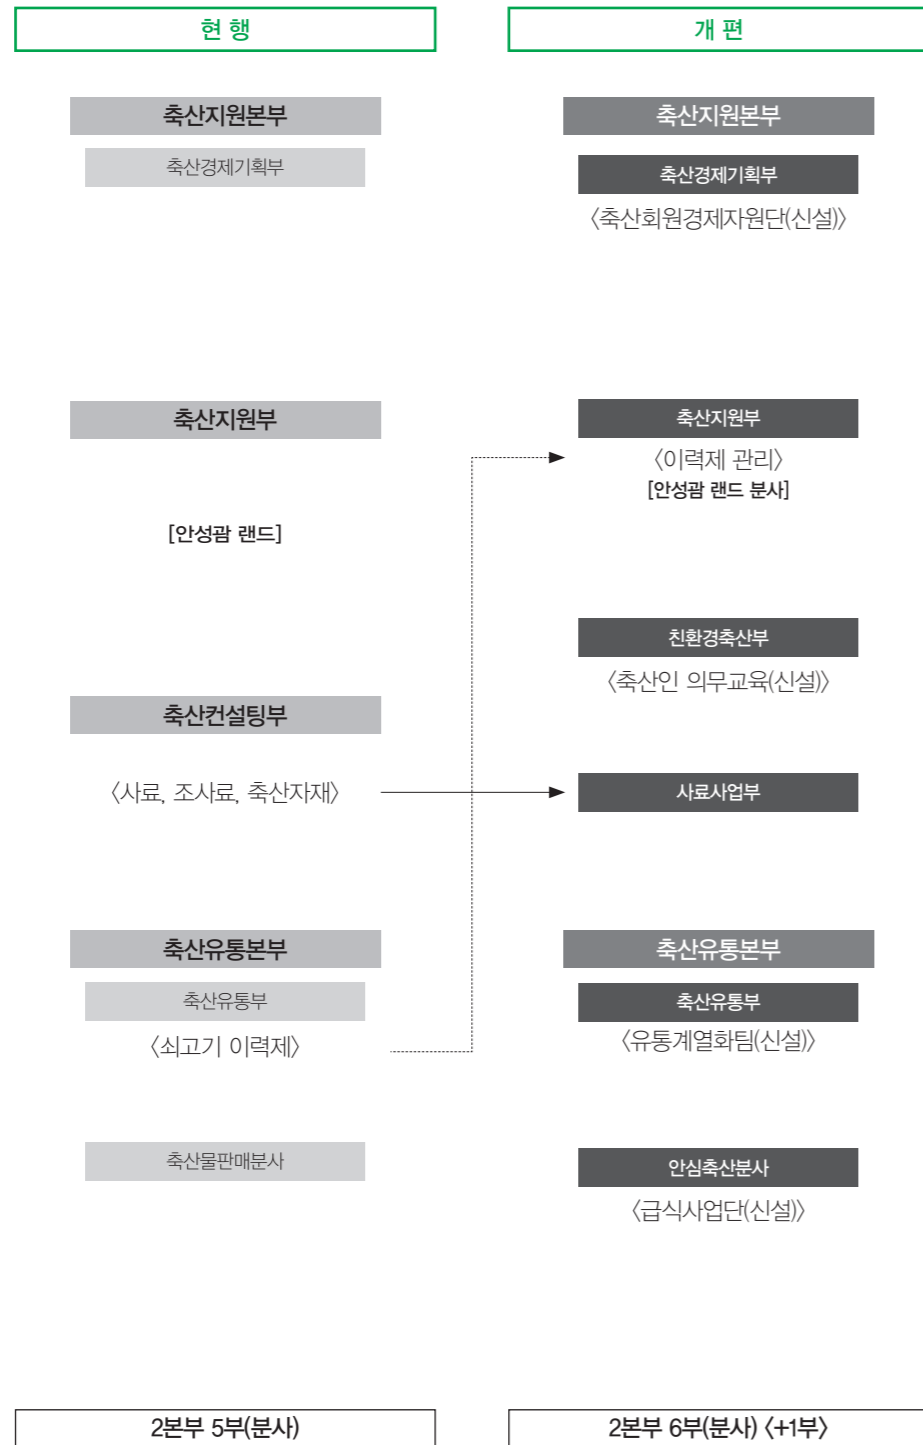 현 행
축산지원본부
축산경제기획부
축산지원부
[안성팜 랜드]
축산컨설팅부
〈사료, 조사료, 축산자재〉
축산유통본부
축산유통부
〈쇠고기 이력제〉
축산물판매분사
2본부 5부(분사)
개 편
축산지원본부
축산경제기획부
〈축산회원경제자원단(신설)〉
축산지원부
〈이력제 관리〉
[안성팜 랜드 분사]
친환경축산부
〈축산인 의무교육(신설)〉
사료사업부
축산유통본부
축산유통부
〈유통계열화팀(신설)〉
안심축산분사
〈급식사업단(신설)〉
2본부 6부(분사) 〈+1부〉